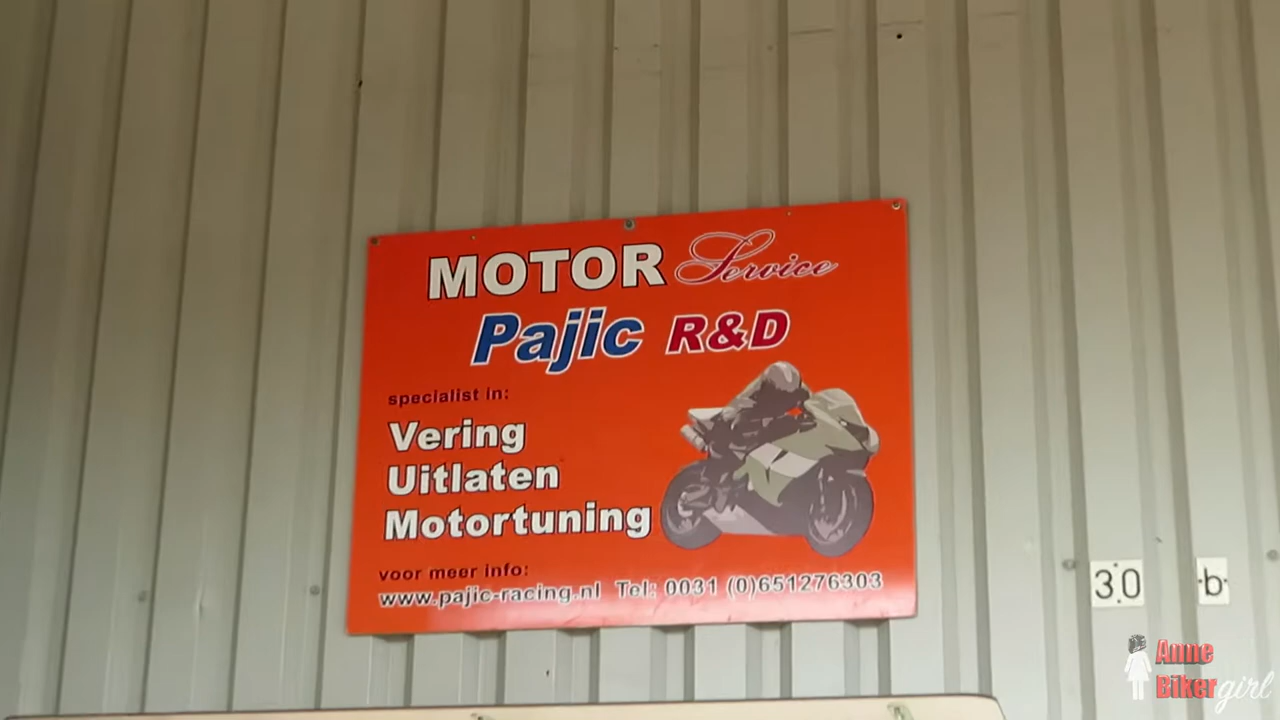 MOTOR Service
Pajic R&D
specialist in:
Vering
Uitlaten
Motortuning
voor meer info:
www.pajic-racing.nl Tel: 0031 (0)651276303
30 b
Anne
Bikergirl